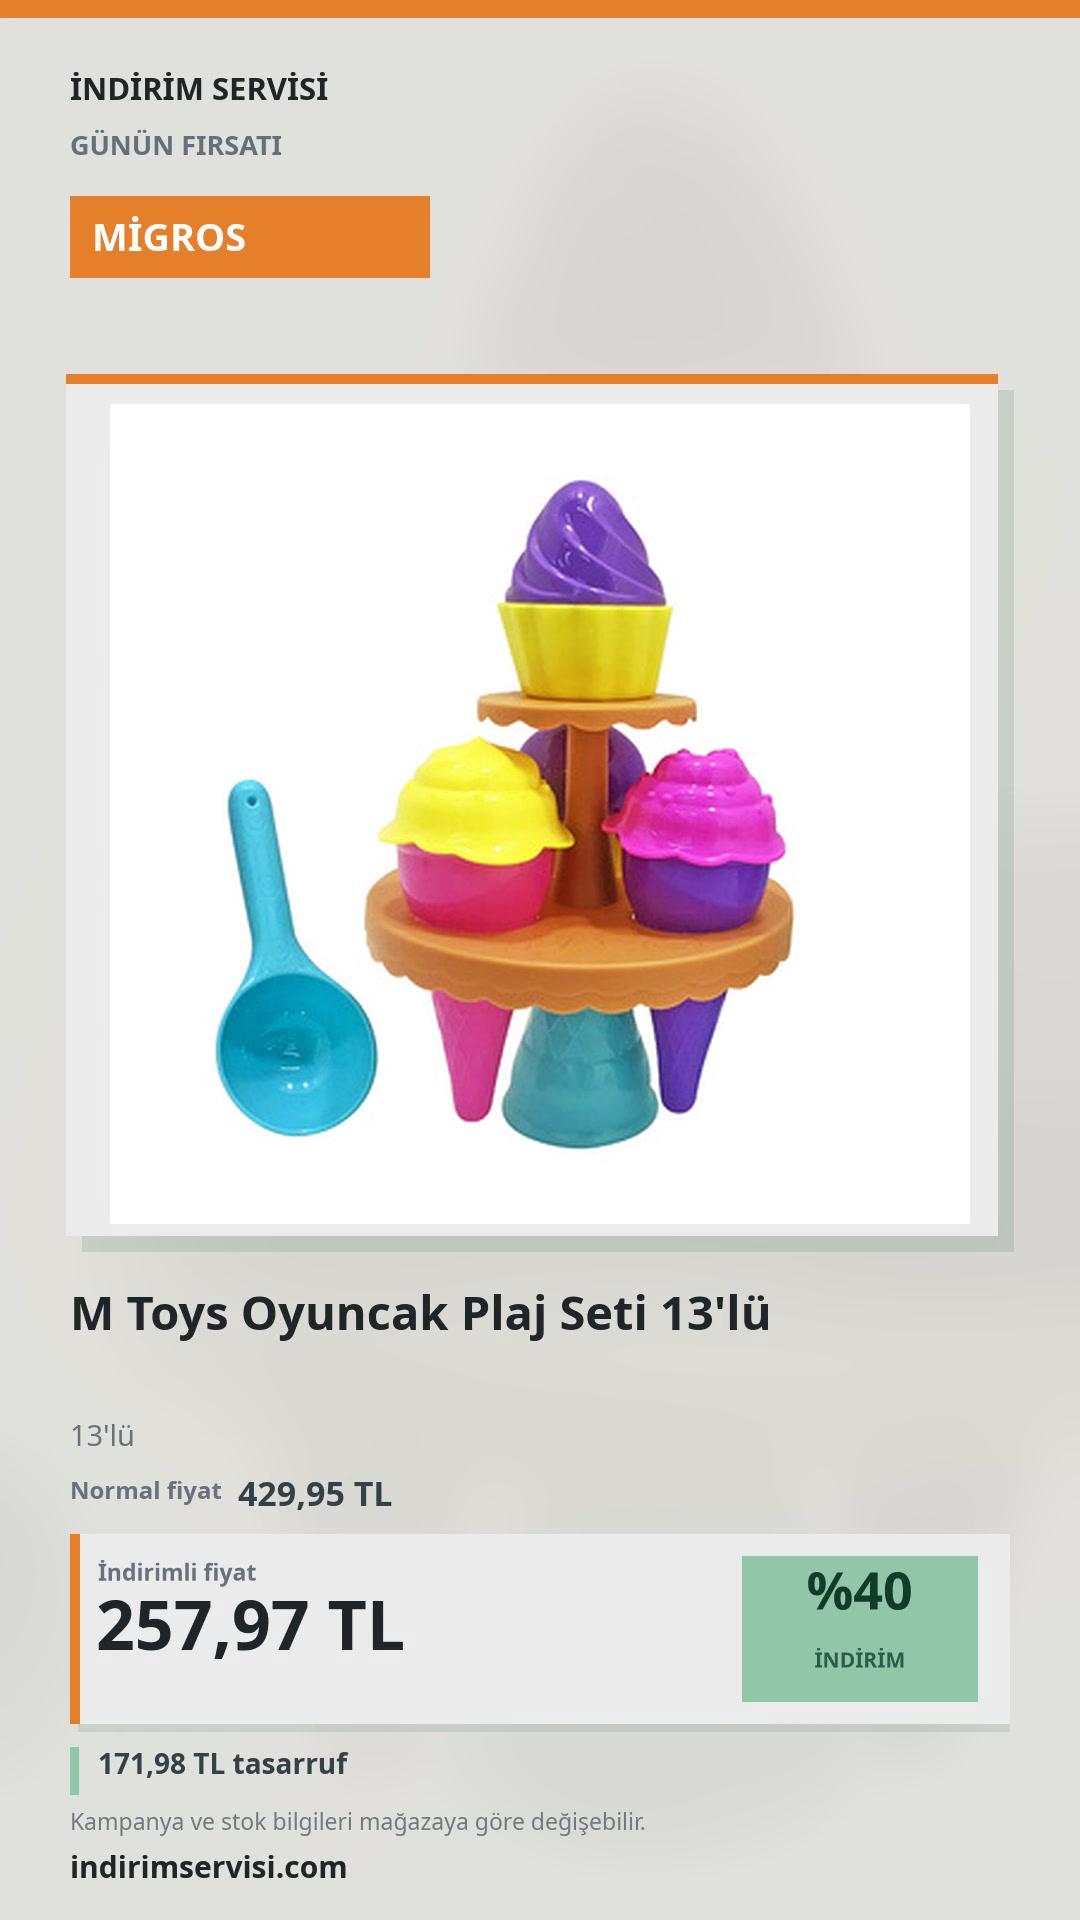 İNDİRİM SERVİSİ
GÜNÜN FIRSATI
MİGROS
M Toys Oyuncak Plaj Seti 13'lü
13'lü
Normal fiyat 429,95 TL
İndirimli fiyat
257,97 TL
%40
İNDİRİM
171,98 TL tasarruf
Kampanya ve stok bilgileri mağazaya göre değişebilir.
indirimservisi.com